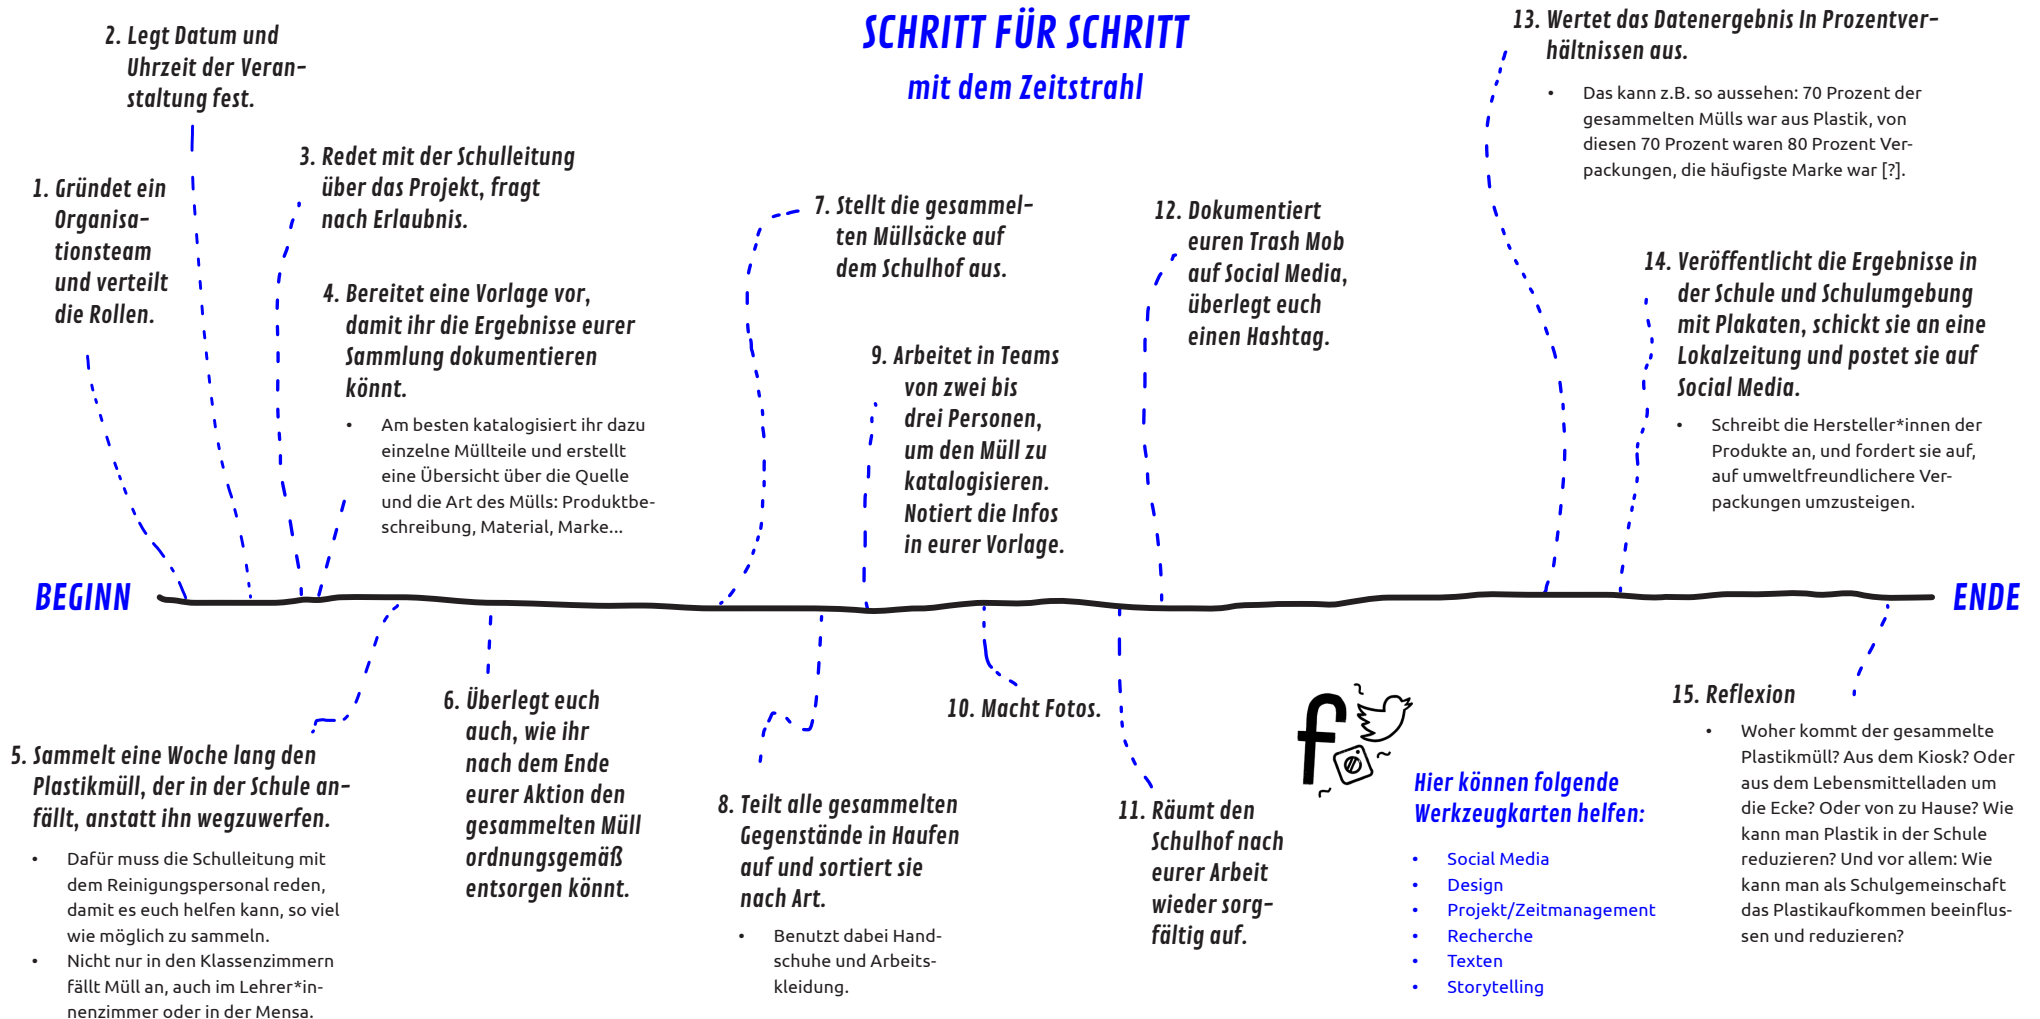 SCHRITT FÜR SCHRITT
mit dem Zeitstrahl
BEGINN
ENDE
1. Gründet ein
Organisa-
tionsteam
und verteilt
die Rollen.
2. Legt Datum und
Uhrzeit der Veran-
staltung fest.
3. Redet mit der Schulleitung
über das Projekt, fragt
nach Erlaubnis.
4. Bereitet eine Vorlage vor,
damit ihr die Ergebnisse eurer
Sammlung dokumentieren
könnt.
• Am besten katalogisiert ihr dazu
einzelne Müllteile und erstellt
eine Übersicht über die Quelle
und die Art des Mülls: Produktbe-
schreibung, Material, Marke...
5. Sammelt eine Woche lang den
Plastikmüll, der in der Schule an-
fällt, anstatt ihn wegzuwerfen.
• Dafür muss die Schulleitung mit
dem Reinigungspersonal reden,
damit es euch helfen kann, so viel
wie möglich zu sammeln.
• Nicht nur in den Klassenzimmern
fällt Müll an, auch im Lehrer*in-
nenzimmer oder in der Mensa.
6. Überlegt euch
auch, wie ihr
nach dem Ende
eurer Aktion den
gesammelten Müll
ordnungsgemäß
entsorgen könnt.
7. Stellt die gesammel-
ten Müllsäcke auf
dem Schulhof aus.
8. Teilt alle gesammelten
Gegenstände in Haufen
auf und sortiert sie
nach Art.
• Benutzt dabei Hand-
schuhe und Arbeits-
kleidung.
9. Arbeitet in Teams
von zwei bis
drei Personen,
um den Müll zu
katalogisieren.
Notiert die Infos
in eurer Vorlage.
10. Macht Fotos.
11. Räumt den
Schulhof nach
eurer Arbeit
wieder sorg-
fältig auf.
12. Dokumentiert
euren Trash Mob
auf Social Media,
überlegt euch
einen Hashtag.
Hier können folgende
Werkzeugkarten helfen:
• Social Media
• Design
• Projekt/Zeitmanagement
• Recherche
• Texten
• Storytelling
13. Wertet das Datenergebnis In Prozentver-
hältnissen aus.
• Das kann z.B. so aussehen: 70 Prozent der
gesammelten Mülls war aus Plastik, von
diesen 70 Prozent waren 80 Prozent Ver-
packungen, die häufigste Marke war [?].
14. Veröffentlicht die Ergebnisse in
der Schule und Schulumgebung
mit Plakaten, schickt sie an eine
Lokalzeitung und postet sie auf
Social Media.
• Schreibt die Hersteller*innen der
Produkte an, und fordert sie auf,
auf umweltfreundlichere Ver-
packungen umzusteigen.
15. Reflexion
• Woher kommt der gesammelte
Plastikmüll? Aus dem Kiosk? Oder
aus dem Lebensmittelladen um
die Ecke? Oder von zu Hause? Wie
kann man Plastik in der Schule
reduzieren? Und vor allem: Wie
kann man als Schulgemeinschaft
das Plastikaufkommen beeinflus-
sen und reduzieren?